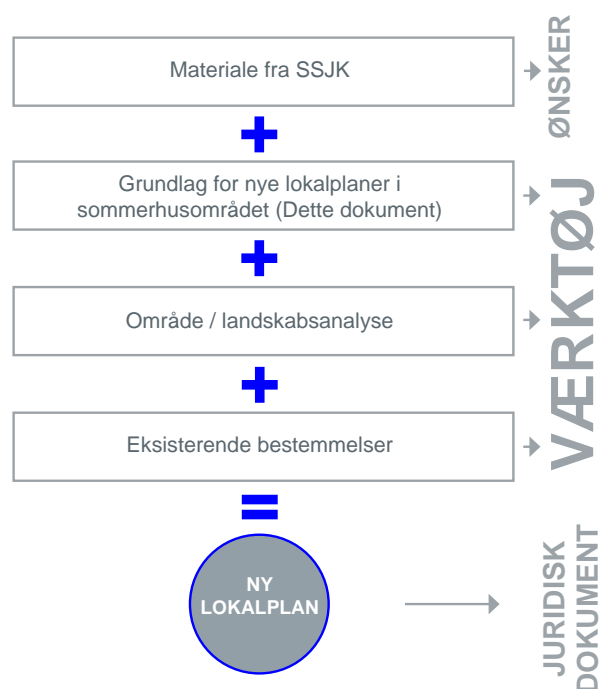 Materiale fra SSJK
ØNSKER
+
Grundlag for nye lokalplaner i
sommerhusområdet (Dette dokument)
+
Område / landskabsanalyse
VÆRKTØJ
+
Eksisterende bestemmelser
=
NY
LOKALPLAN
JURIDISK
DOKUMENT